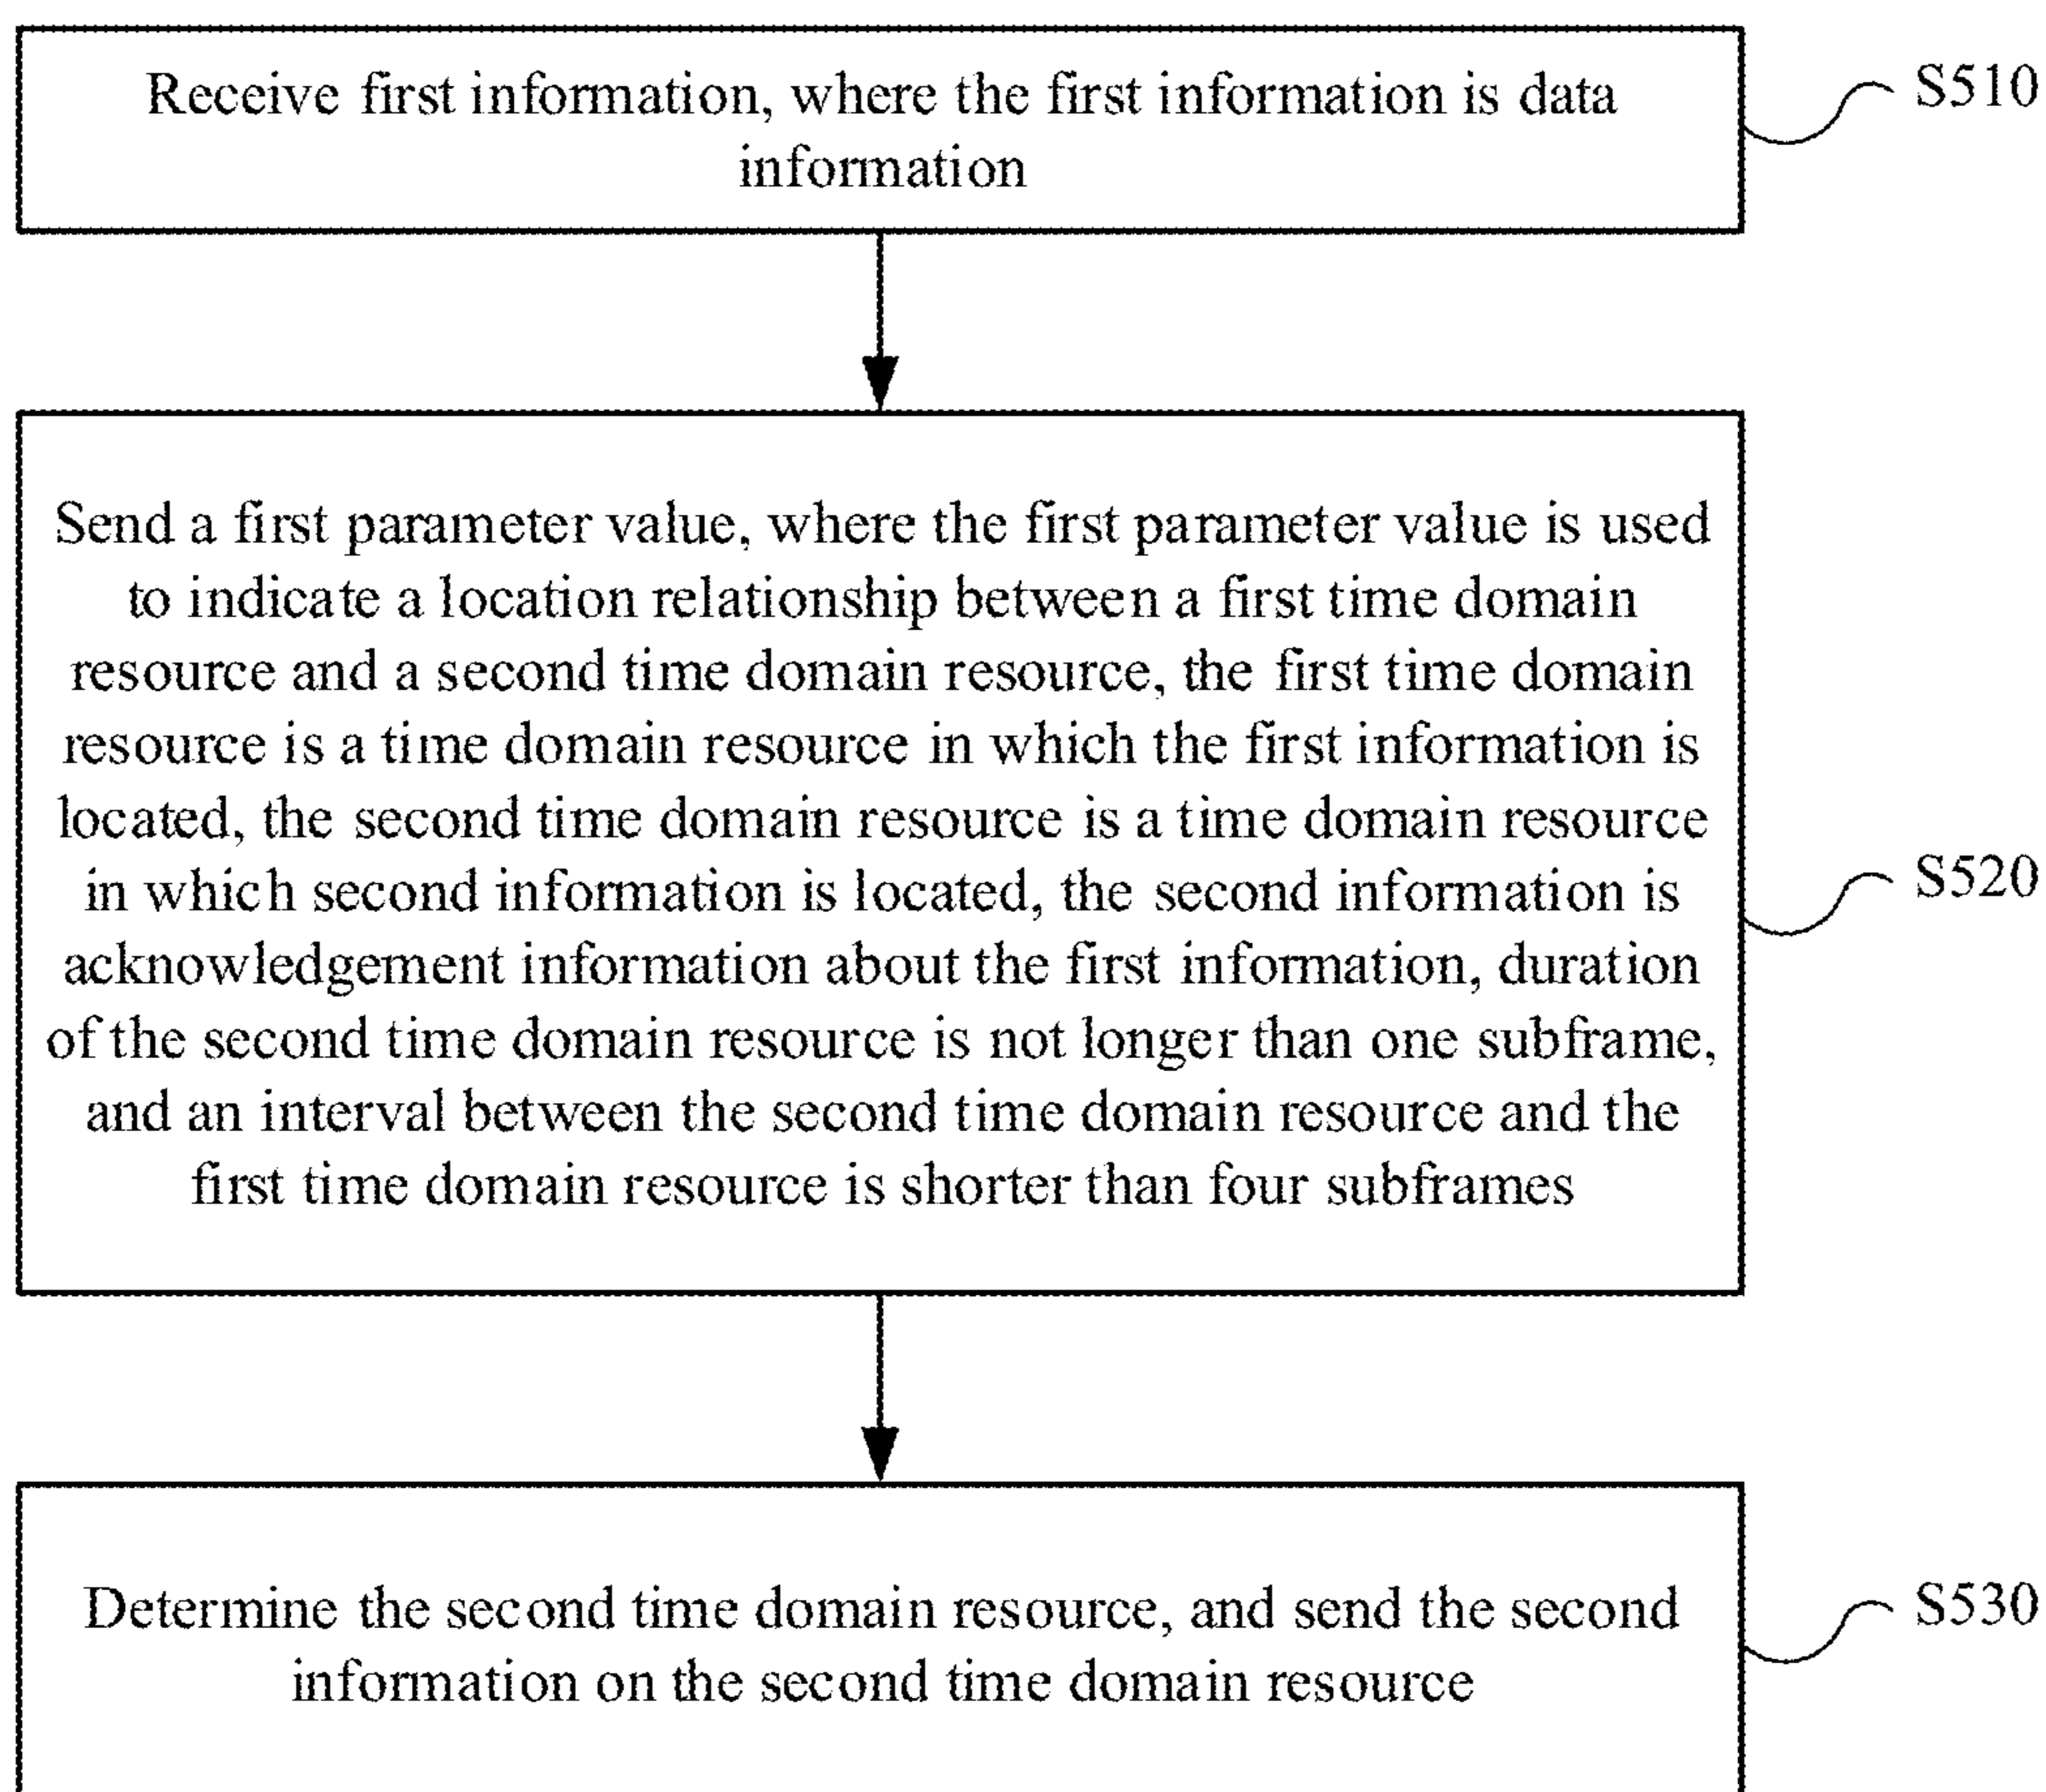 Receive first information, where the first information is data
information
S510
Send a first parameter value, where the first parameter value is used
to indicate a location relationship between a first time domain
resource and a second time domain resource, the first time domain
resource is a time domain resource in which the first information is
located, the second time domain resource is a time domain resource
in which second information is located, the second information is
acknowledgement information about the first information, duration
of the second time domain resource is not longer than one subframe,
and an interval between the second time domain resource and the
first time domain resource is shorter than four subframes
S520
Determine the second time domain resource, and send the second
information on the second time domain resource
S530